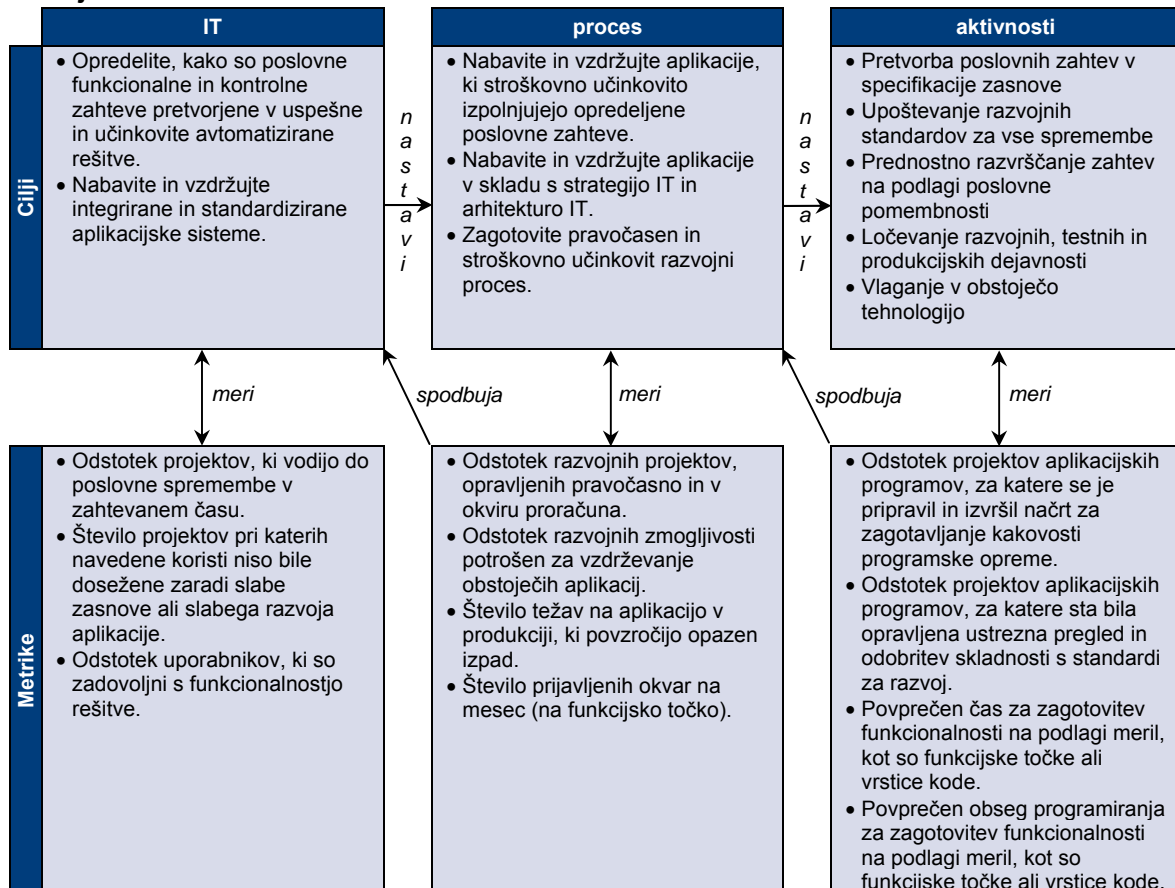 IT
proces
aktivnosti
Cilji
• Opredelite, kako so poslovne
funkcionalne in kontrolne
zahteve pretvorjene v uspešne
in učinkovite avtomatizirane
rešitve.
• Nabavite in vzdržujte
integrirane in standardizirane
aplikacijske sisteme.
nastavi
• Nabavite in vzdržujte aplikacije,
ki stroškovno učinkovito
izpolnjujejo opredeljene
poslovne zahteve.
• Nabavite in vzdržujte aplikacije
v skladu s strategijo IT in
arhitekturo IT.
• Zagotovite pravočasen in
stroškovno učinkovit razvojni
proces.
nastavi
• Pretvorba poslovnih zahtev v
specifikacije zasnove
• Upoštevanje razvojnih
standardov za vse spremembe
• Prednostno razvrščanje zahtev
na podlagi poslovne
pomembnosti
• Ločevanje razvojnih, testnih in
produkcijskih dejavnosti
• Vlaganje v obstoječo
tehnologijo
meri
spodbuja
meri
spodbuja
meri
Metrike
• Odstotek projektov, ki vodijo do
poslovne spremembe v
zahtevanem času.
• Število projektov pri katerih
navedene koristi niso bile
dosežene zaradi slabe
zasnove ali slabega razvoja
aplikacije.
• Odstotek uporabnikov, ki so
zadovoljni s funkcionalnostjo
rešitve.
• Odstotek razvojnih projektov,
opravljenih pravočasno in v
okviru proračuna.
• Odstotek razvojnih zmogljivosti
potrošen za vzdrževanje
obstoječih aplikacij.
• Število težav na aplikacijo v
produkciji, ki povzročijo opazen
izpad.
• Število prijavljenih okvar na
mesec (na funkcijsko točko).
• Odstotek projektov aplikacijskih
programov, za katere se je
pripravil in izvršil načrt za
zagotavljanje kakovosti
programske opreme.
• Odstotek projektov aplikacijskih
programov, za katere sta bila
opravljena ustrezna pregled in
odobritev skladnosti s standardi
za razvoj.
• Povprečen čas za zagotovitev
funkcionalnosti na podlagi meril,
kot so funkcijske točke ali
vrstice kode.
• Povprečen obseg programiranja
za zagotovitev funkcionalnosti
na podlagi meril, kot so
funkcijske točke ali vrstice kode.